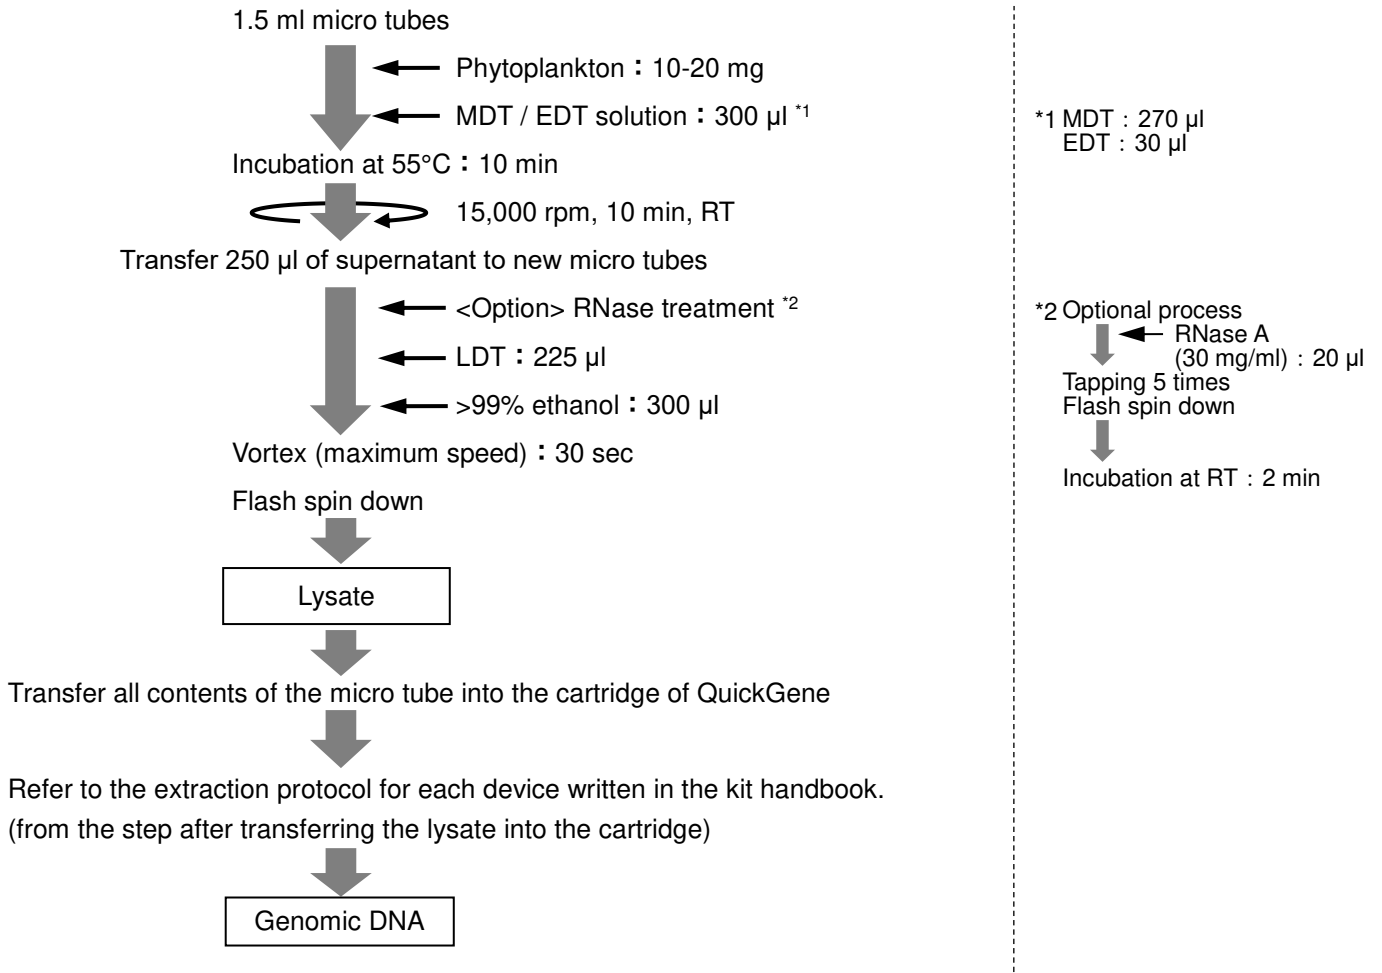 1.5 ml micro tubes
Phytoplankton：10-20 mg
MDT / EDT solution：300 µl *1
Incubation at 55°C：10 min
15,000 rpm, 10 min, RT
Transfer 250 µl of supernatant to new micro tubes
<Option> RNase treatment *2
LDT：225 µl
>99% ethanol：300 µl
Vortex (maximum speed)：30 sec
Flash spin down
Lysate
Transfer all contents of the micro tube into the cartridge of QuickGene
Refer to the extraction protocol for each device written in the kit handbook.
(from the step after transferring the lysate into the cartridge)
Genomic DNA
*1 MDT：270 µl
EDT：30 µl
*2 Optional process
RNase A
(30 mg/ml)：20 µl
Tapping 5 times
Flash spin down
Incubation at RT：2 min